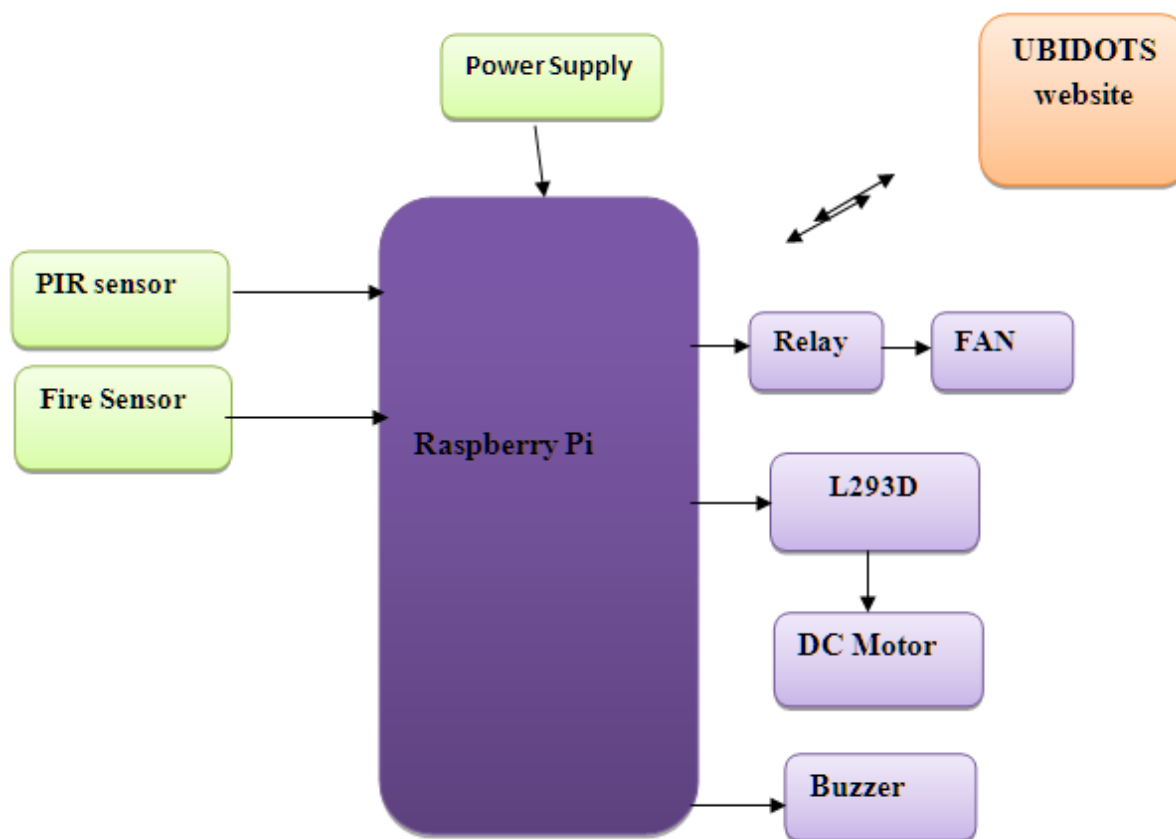 Power Supply
UBIDOTS
website
PIR sensor
Fire Sensor
Raspberry Pi
Relay
FAN
L293D
DC Motor
Buzzer